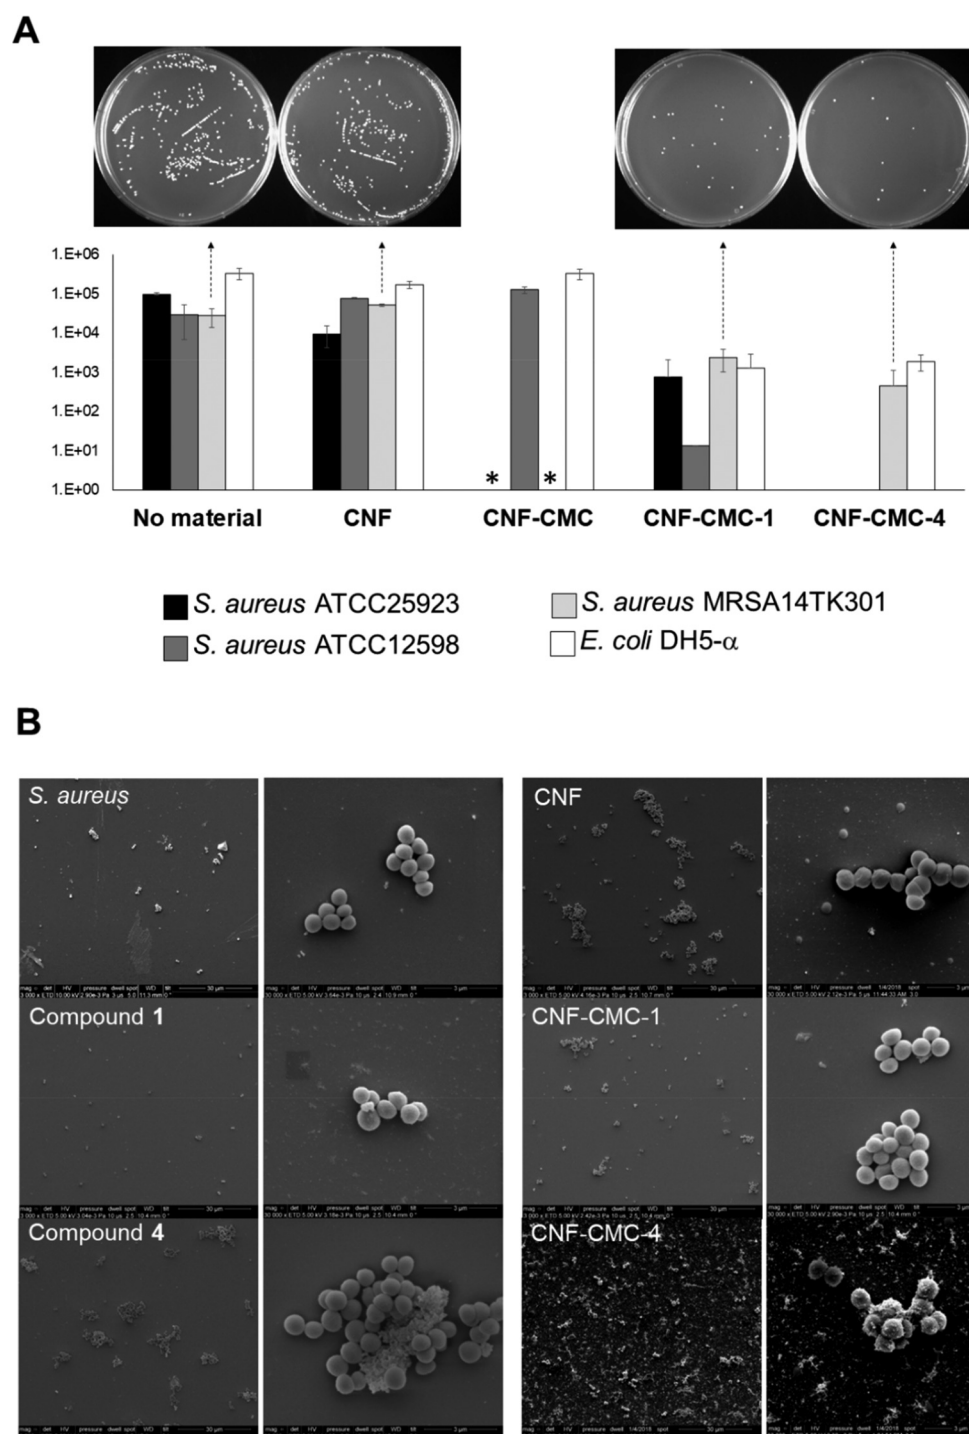 A
1.E+06
1.E+05
1.E+04
1.E+03
1.E+02
1.E+01
1.E+00
* *
No material CNF CNF-CMC CNF-CMC-1 CNF-CMC-4
S. aureus ATCC25923 S. aureus MRSA14TK301
S. aureus ATCC12598 E. coli DH5-α
B
S. aureus CNF
Compound 1 CNF-CMC-1
Compound 4 CNF-CMC-4